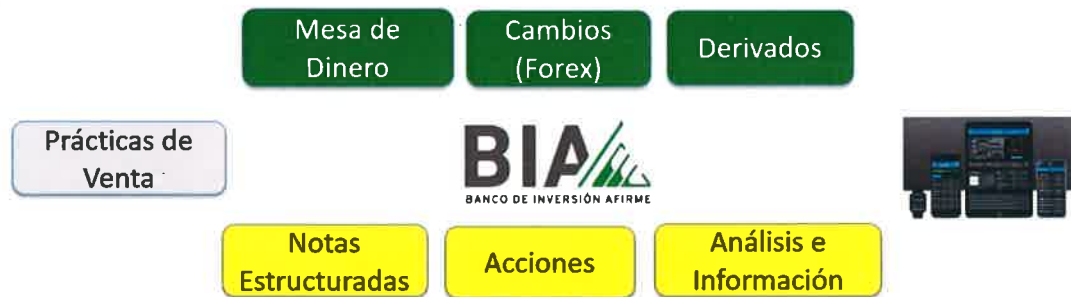 Mesa de
Dinero
Cambios
(Forex)
Derivados
Prácticas de
Venta
BIA
BANCO DE INVERSIÓN AFIRME
Notas
Estructuradas
Acciones
Análisis e
Información